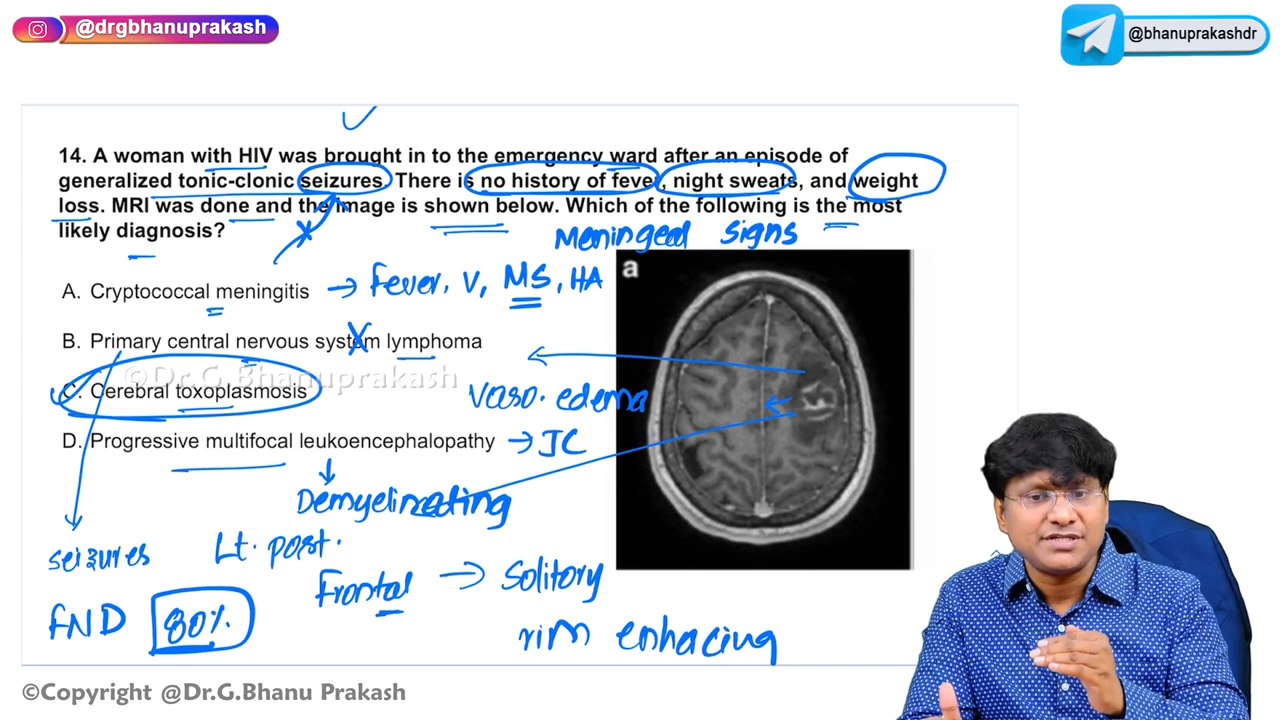 @drgbhanuprakash
@bhanuprakashdr
14. A woman with HIV was brought in to the emergency ward after an episode of
generalized tonic-clonic seizures. There is no history of fever, night sweats, and weight
loss. MRI was done and the image is shown below. Which of the following is the most
likely diagnosis?
Meningeal signs
a
A. Cryptococcal meningitis → Fever, V, MS, HA
B. Primary central nervous system lymphoma
©Dr.G.Bhanuprakash
C. Cerebral toxoplasmosis
Vaso. edema
D. Progressive multifocal leukoencephalopathy → JC
Demyelinating
seizures
Lt. post.
Frontal → Solitory
FND 80%
rim enhacing
©Copyright @Dr.G.Bhanu Prakash